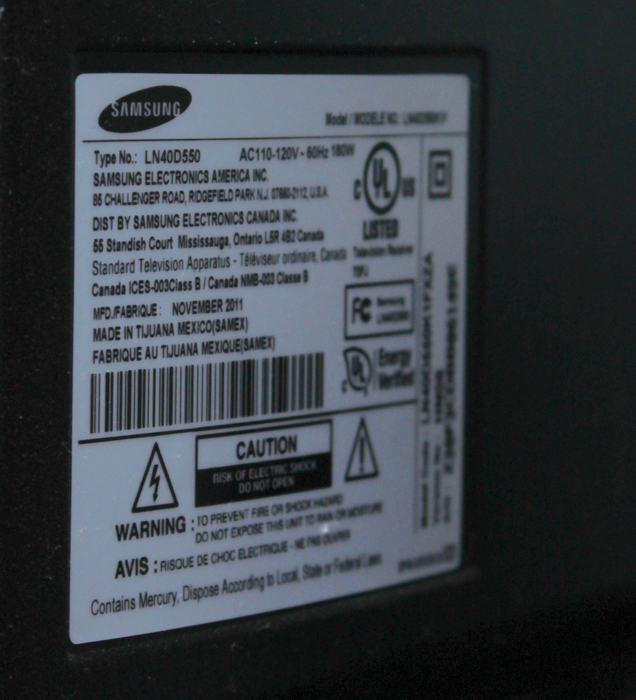 SAMSUNG
Model / MODELE NO.
Type No.: LN40D550 AC110-120V~60Hz 180W
SAMSUNG ELECTRONICS AMERICA INC.
85 CHALLENGER ROAD, RIDGEFIELD PARK N.J. 07660-2112, U.S.A.
DIST BY SAMSUNG ELECTRONICS CANADA INC.
55 Standish Court Mississauga, Ontario L5R 4B2 Canada
Standard Television Apparatus - Téléviseur ordinaire, Canada
Canada ICES-003Class B / Canada NMB-003 Classe B
MFD./FABRIQUE : NOVEMBER 2011
MADE IN TIJUANA MEXICO(SAMEX)
FABRIQUE AU TIJUANA MEXIQUE(SAMEX)
C UL US
LISTED
Television Receiver
FC Samsung
C UL Energy
Verified
Model Code
CAUTION
RISK OF ELECTRIC SHOCK
DO NOT OPEN
WARNING : TO PREVENT FIRE OR SHOCK HAZARD
DO NOT EXPOSE THIS UNIT TO RAIN OR MOISTURE
AVIS : RISQUE DE CHOC ELECTRIQUE - NE PAS OUVRIR
Contains Mercury, Dispose According to Local, State or Federal Laws